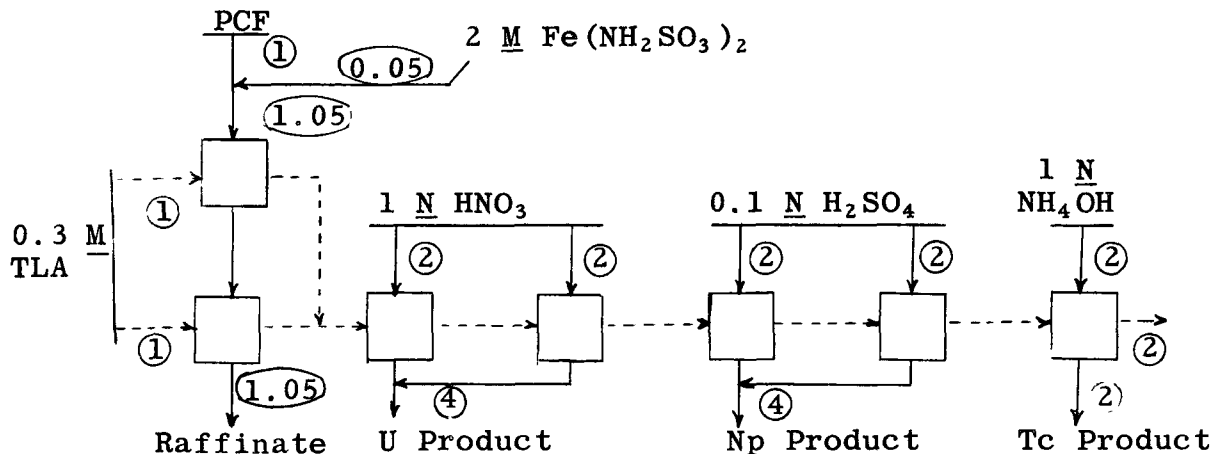 PCF
①
2 M Fe(NH₂SO₃)₂
0.05
1.05
1 N
NH₄OH
①
1 N HNO₃
0.1 N H₂SO₄
0.3 M
TLA
②
②
②
②
②
①
②
1.05
④
④
②
Raffinate
U Product
Np Product
Tc Product